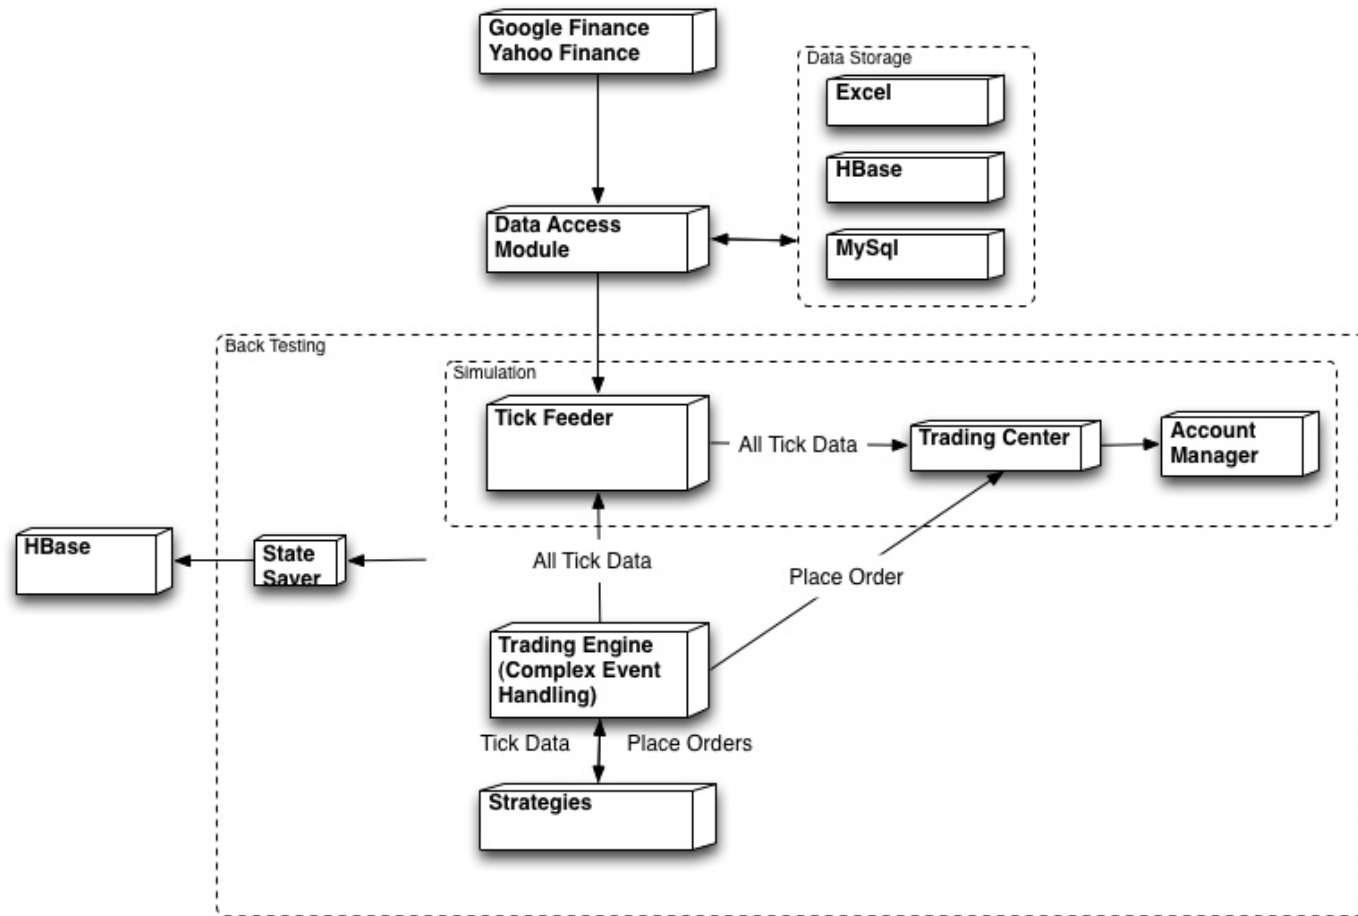 Google Finance
Yahoo Finance
Data Storage
Excel
HBase
MySql
Data Access
Module
Back Testing
Simulation
Tick Feeder
All Tick Data
Trading Center
Account
Manager
HBase
State
Saver
All Tick Data
Place Order
Trading Engine
(Complex Event
Handling)
Tick Data
Place Orders
Strategies